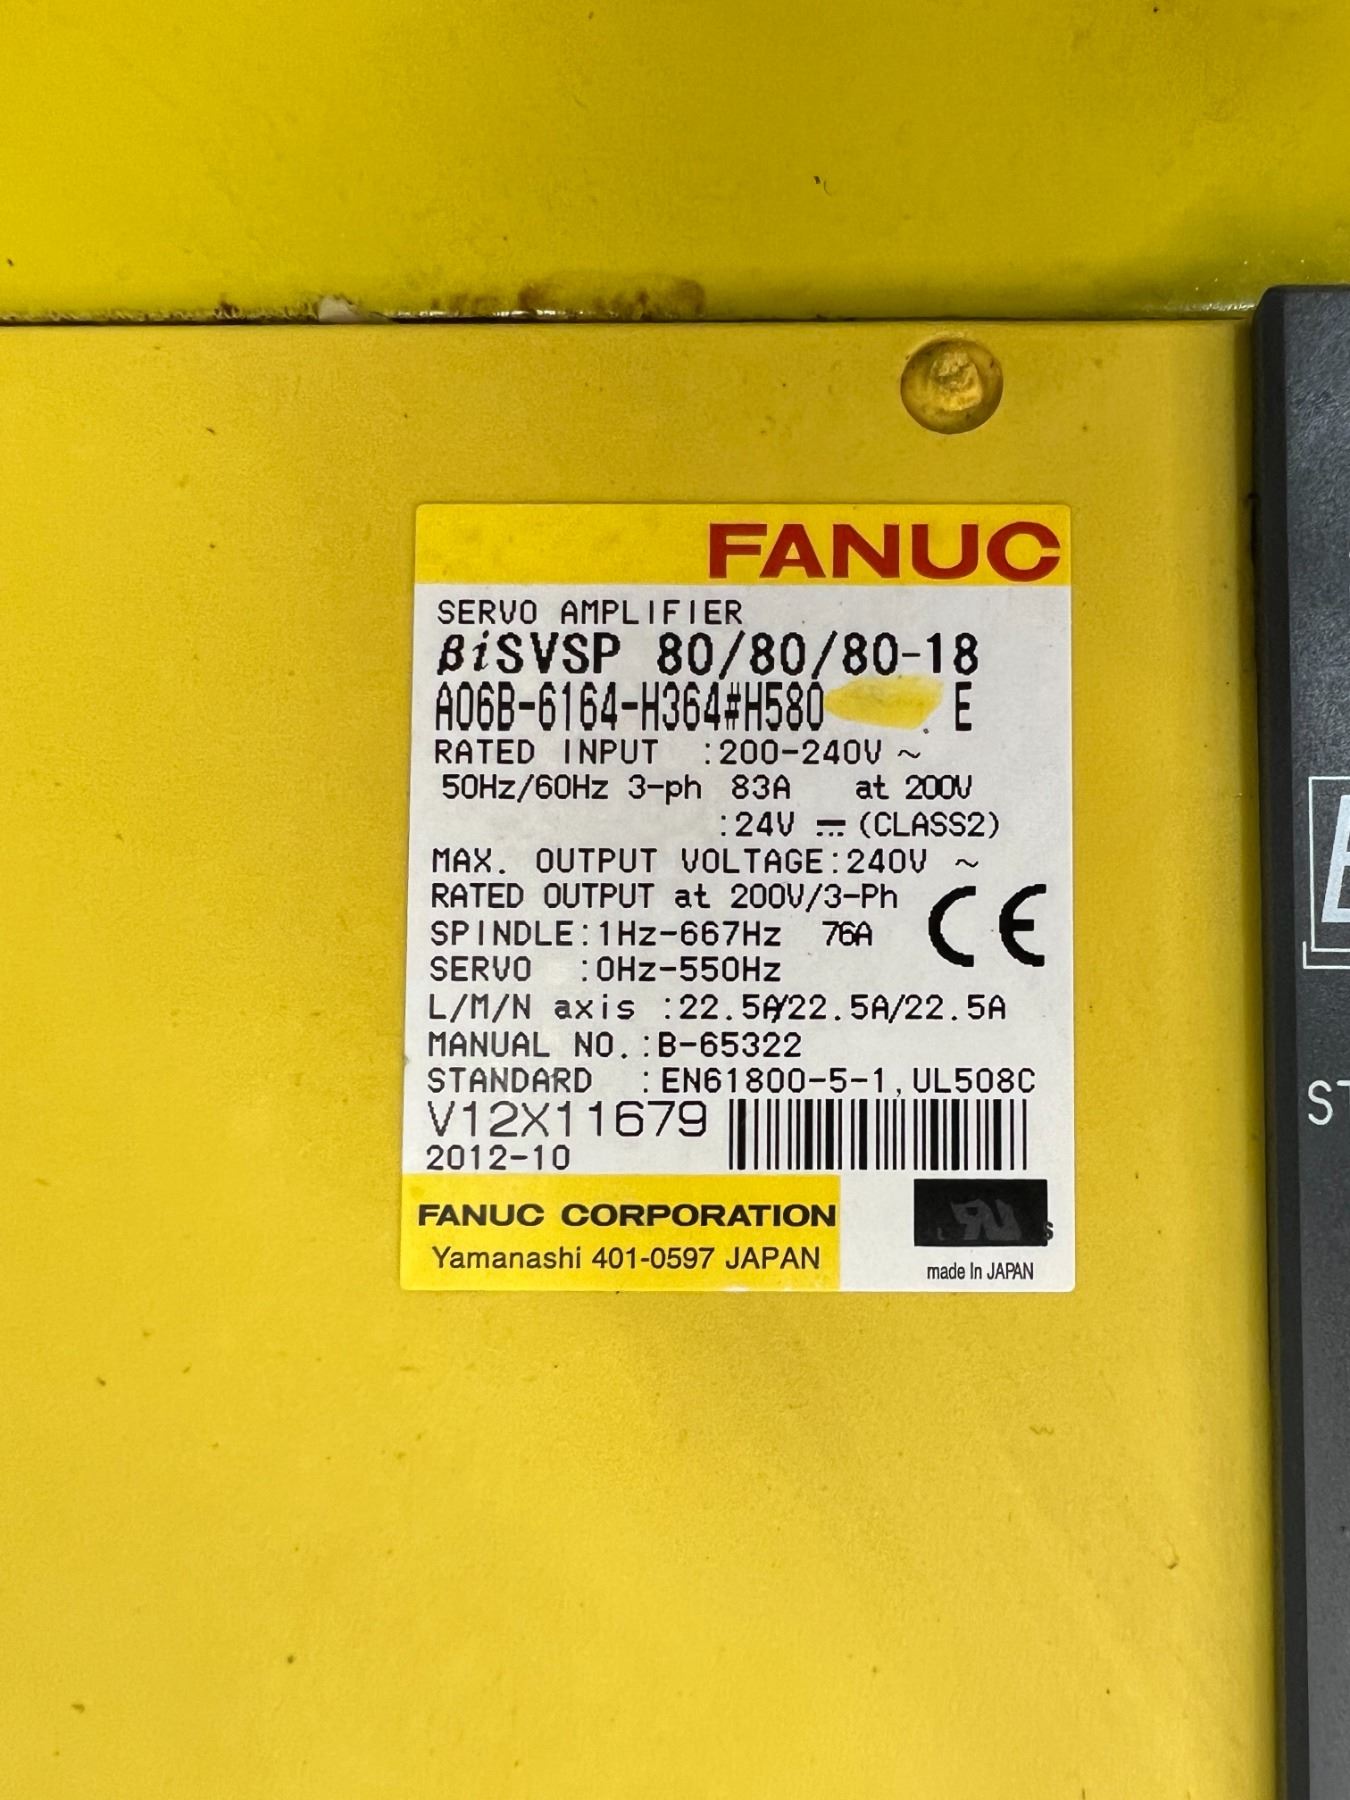 FANUC
SERVO AMPLIFIER
βiSVSP 80/80/80-18
A06B-6164-H364#H580 E
RATED INPUT :200-240V ~
50Hz/60Hz 3-ph 83A at 200V
:24V ⎓ (CLASS2)
MAX. OUTPUT VOLTAGE:240V ~
RATED OUTPUT at 200V/3-Ph
CE
SPINDLE:1Hz-667Hz 76A
SERVO :0Hz-550Hz
L/M/N axis :22.5A/22.5A/22.5A
MANUAL NO.:B-65322
STANDARD :EN61800-5-1,UL508C
V12X11679
2012-10
FANUC CORPORATION
Yamanashi 401-0597 JAPAN
made In JAPAN